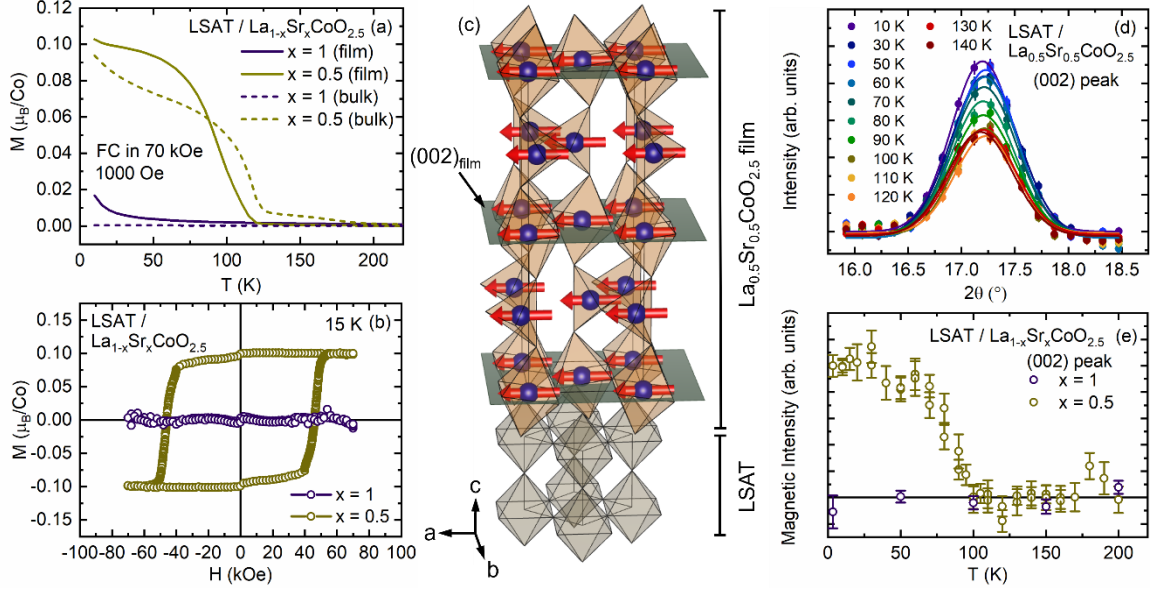 LSAT / La1-xSrxCoO2.5 (a)
x = 1 (film)
x = 0.5 (film)
x = 1 (bulk)
x = 0.5 (bulk)
FC in 70 kOe
1000 Oe
M (μB/Co)
0.12
0.10
0.08
0.06
0.04
0.02
0.00
0 50 100 150 200
T (K)
LSAT /
La1-xSrxCoO2.5
15 K (b)
x = 1
x = 0.5
M (μB/Co)
0.15
0.10
0.05
0.00
-0.05
-0.10
-0.15
-100 -80 -60 -40 -20 0 20 40 60 80 100
H (kOe)
(c)
(002)film
La0.5Sr0.5CoO2.5 film
LSAT
c
a
b
(d)
LSAT /
La0.5Sr0.5CoO2.5
(002) peak
10 K
30 K
50 K
60 K
70 K
80 K
90 K
100 K
110 K
120 K
130 K
140 K
Intensity (arb. units)
16.0 16.5 17.0 17.5 18.0 18.5
2θ (°)
LSAT / La1-xSrxCoO2.5 (e)
(002) peak
x = 1
x = 0.5
Magnetic Intensity (arb. units)
0 50 100 150 200
T (K)